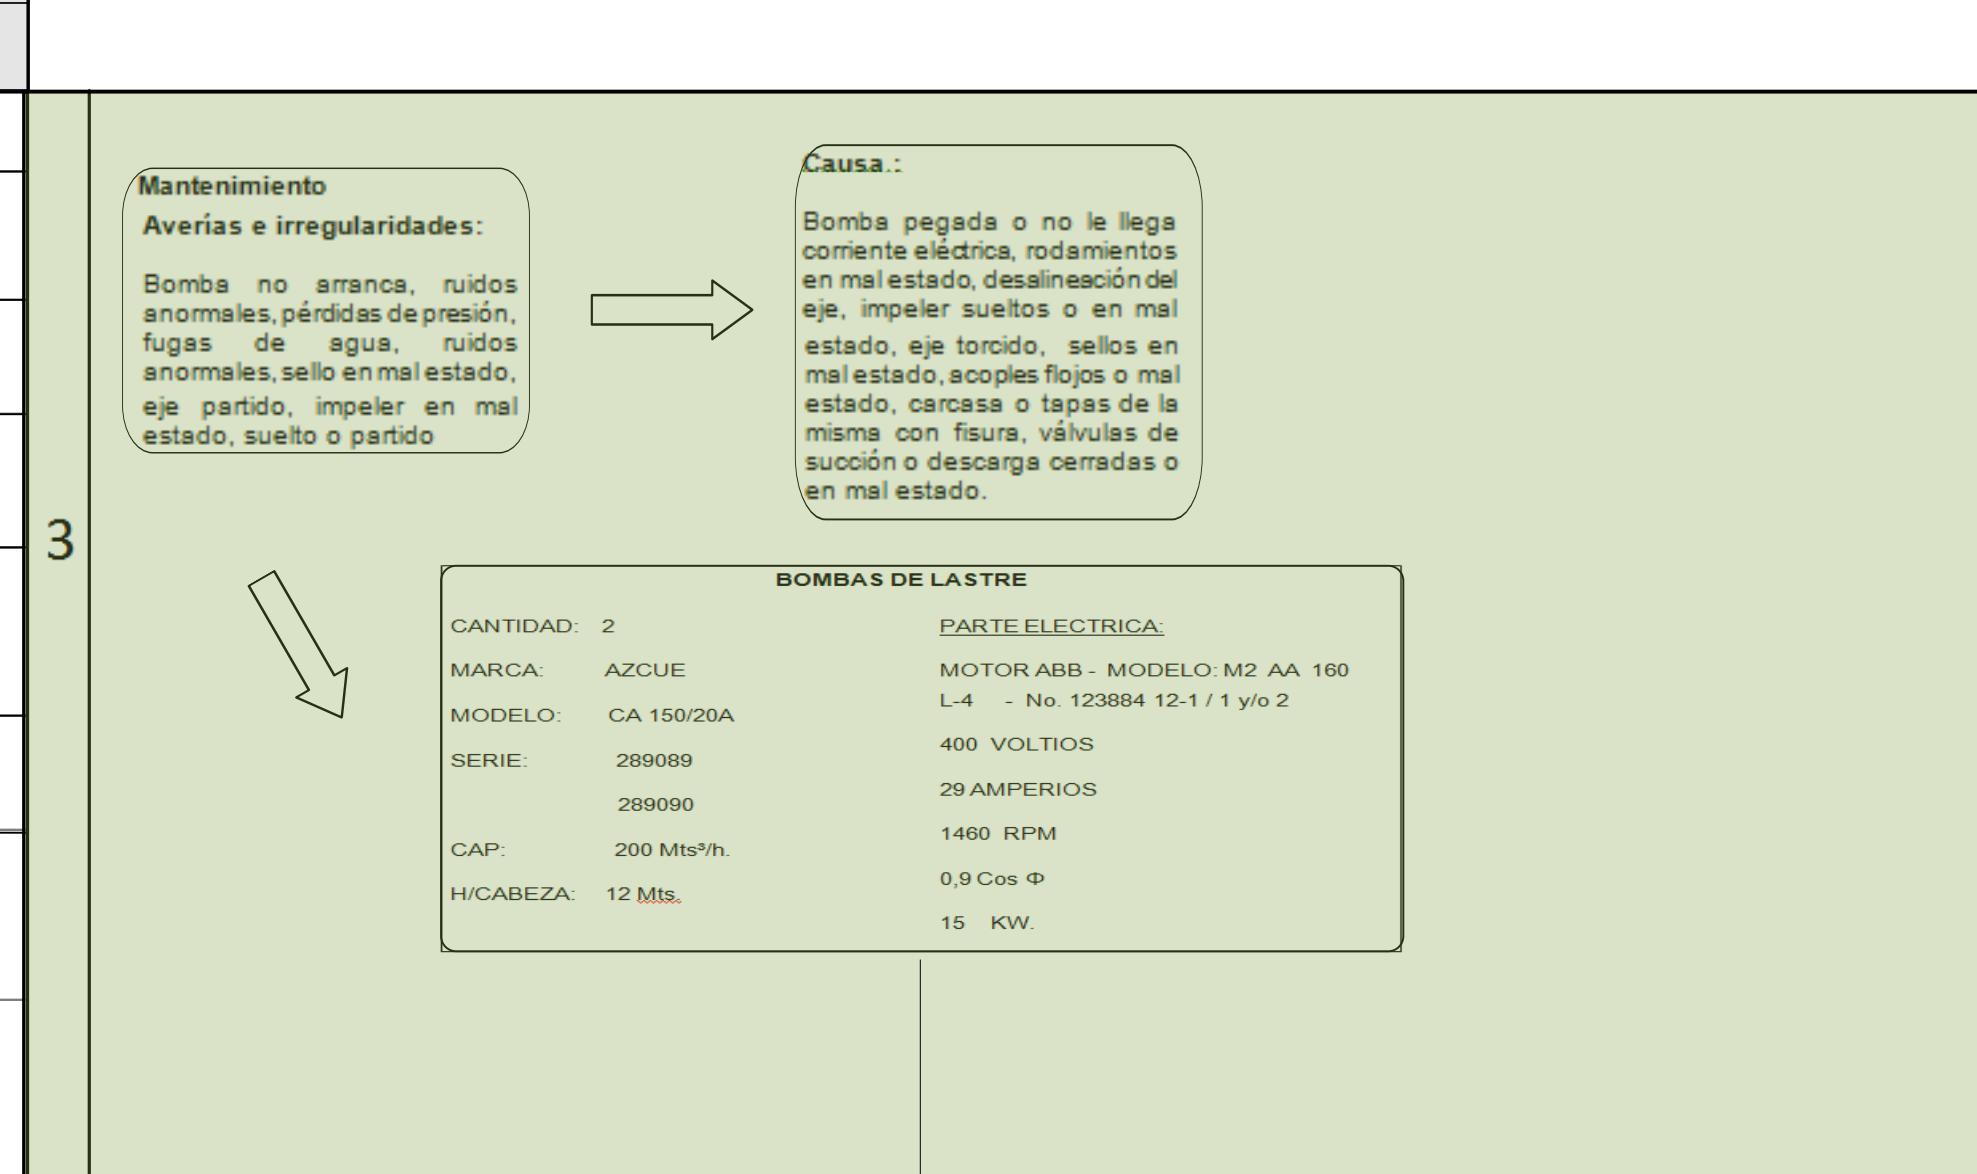 Mantenimiento
Averías e irregularidades:
Bomba no arranca, ruidos
anormales, pérdidas de presión,
fugas de agua, ruidos
anormales, sello en mal estado,
eje partido, impeler en mal
estado, suelto o partido
Causa.:
Bomba pegada o no le llega
corriente eléctrica, rodamientos
en mal estado, desalineación del
eje, impeler sueltos o en mal
estado, eje torcido, sellos en
mal estado, acoples flojos o mal
estado, carcasa o tapas de la
misma con fisura, válvulas de
succión o descarga cerradas o
en mal estado.
3
BOMBAS DE LASTRE
CANTIDAD: 2
MARCA: AZCUE
MODELO: CA 150/20A
SERIE: 289089
289090
CAP: 200 Mts³/h.
H/CABEZA: 12 Mts.
PARTE ELECTRICA:
MOTOR ABB - MODELO: M2 AA 160
L-4 - No. 123884 12-1 / 1 y/o 2
400 VOLTIOS
29 AMPERIOS
1460 RPM
0,9 Cos Φ
15 KW.